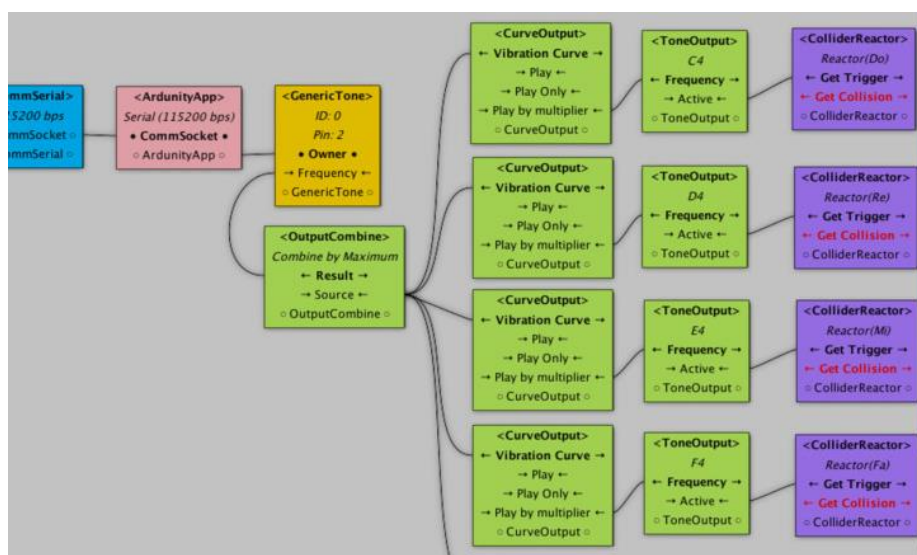 ommSerial>
15200 bps
ommSocket ○
ommSerial ○
<ArdunityApp>
Serial (115200 bps)
• CommSocket •
○ ArdunityApp ○
<GenericTone>
ID: 0
Pin: 2
• Owner •
→ Frequency ←
○ GenericTone ○
<OutputCombine>
Combine by Maximum
← Result →
→ Source ←
○ OutputCombine ○
<CurveOutput>
← Vibration Curve →
→ Play ←
→ Play Only ←
→ Play by multiplier ←
○ CurveOutput ○
<ToneOutput>
C4
← Frequency →
→ Active ←
○ ToneOutput ○
<ColliderReactor>
Reactor(Do)
← Get Trigger →
← Get Collision →
○ ColliderReactor ○
<CurveOutput>
← Vibration Curve →
→ Play ←
→ Play Only ←
→ Play by multiplier ←
○ CurveOutput ○
<ToneOutput>
D4
← Frequency →
→ Active ←
○ ToneOutput ○
<ColliderReactor>
Reactor(Re)
← Get Trigger →
← Get Collision →
○ ColliderReactor ○
<CurveOutput>
← Vibration Curve →
→ Play ←
→ Play Only ←
→ Play by multiplier ←
○ CurveOutput ○
<ToneOutput>
E4
← Frequency →
→ Active ←
○ ToneOutput ○
<ColliderReactor>
Reactor(Mi)
← Get Trigger →
← Get Collision →
○ ColliderReactor ○
<CurveOutput>
← Vibration Curve →
→ Play ←
→ Play Only ←
→ Play by multiplier ←
○ CurveOutput ○
<ToneOutput>
F4
← Frequency →
→ Active ←
○ ToneOutput ○
<ColliderReactor>
Reactor(Fa)
← Get Trigger →
← Get Collision →
○ ColliderReactor ○